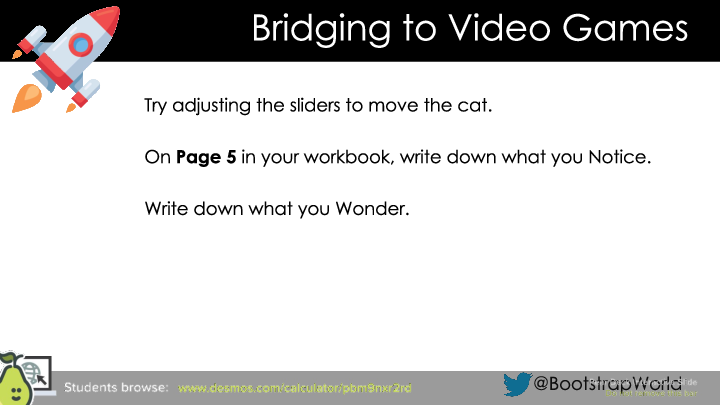 Bridging to Video Games
Try adjusting the sliders to move the cat.
On Page 5 in your workbook, write down what you Notice.
Write down what you Wonder.
Students browse: www.desmos.com/calculator/pbm9nxr2rd
@BootstrapWorld